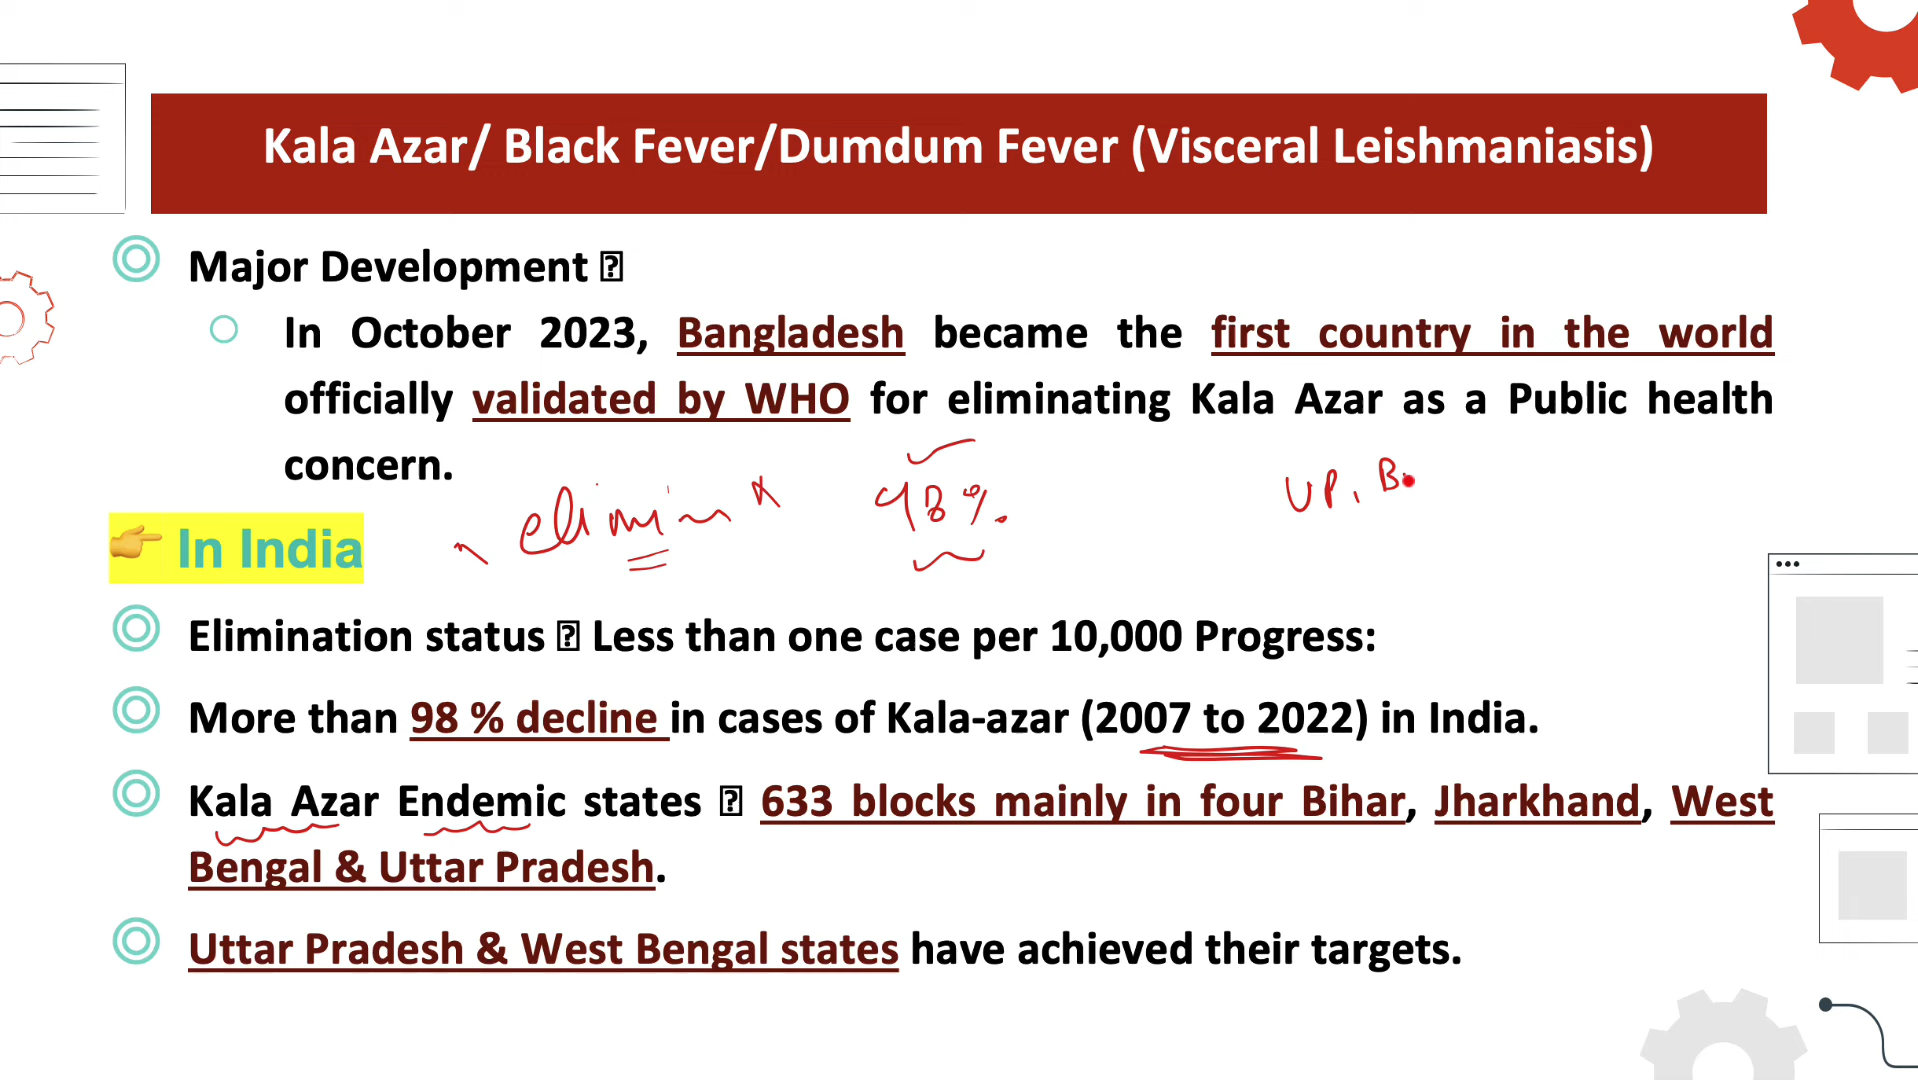 Kala Azar/ Black Fever/Dumdum Fever (Visceral Leishmaniasis)
Major Development
In October 2023, Bangladesh became the first country in the world
officially validated by WHO for eliminating Kala Azar as a Public health
concern.
98%.
UP, B
👉 In India
Elimination status Less than one case per 10,000 Progress:
More than 98 % decline in cases of Kala-azar (2007 to 2022) in India.
Kala Azar Endemic states 633 blocks mainly in four Bihar, Jharkhand, West
Bengal & Uttar Pradesh.
Uttar Pradesh & West Bengal states have achieved their targets.